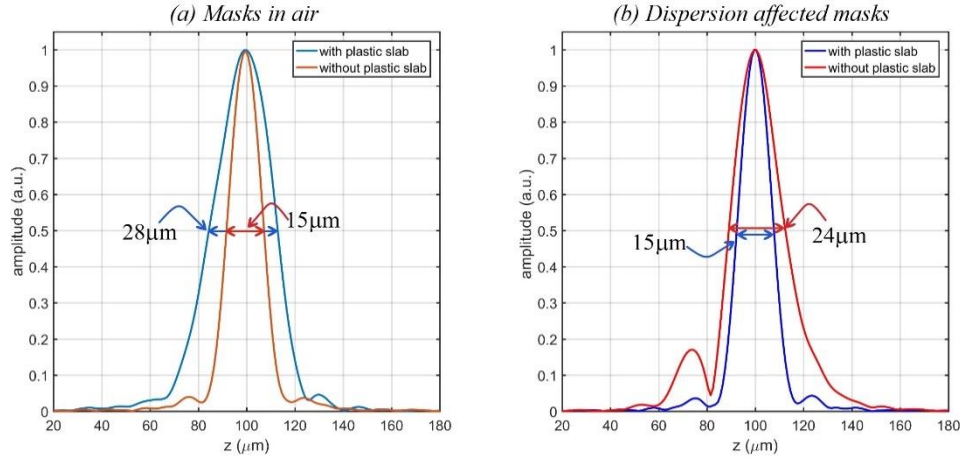 (a) Masks in air
with plastic slab
without plastic slab
1
0.9
0.8
0.7
0.6
0.5
0.4
0.3
0.2
0.1
0
amplitude (a.u.)
28μm
15μm
20 40 60 80 100 120 140 160 180
z (μm)
(b) Dispersion affected masks
with plastic slab
without plastic slab
1
0.9
0.8
0.7
0.6
0.5
0.4
0.3
0.2
0.1
0
amplitude (a.u.)
15μm
24μm
20 40 60 80 100 120 140 160 180
z (μm)